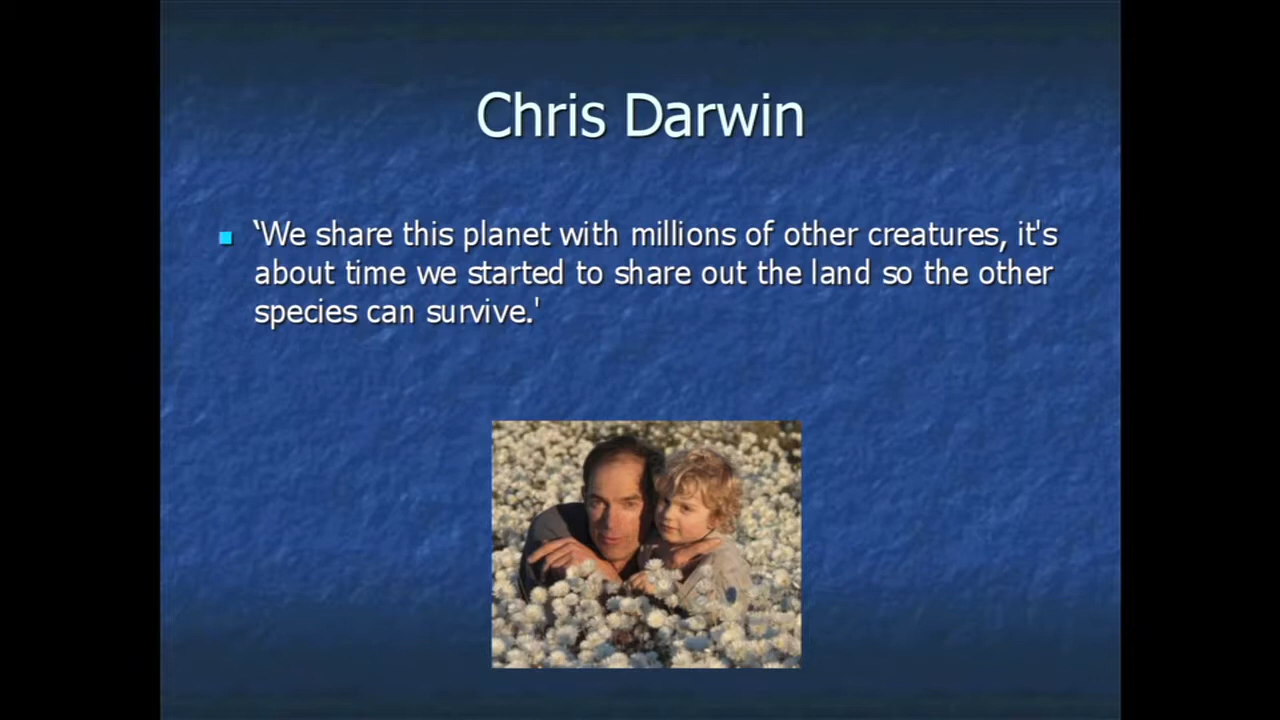 Chris Darwin
‘We share this planet with millions of other creatures, it's
about time we started to share out the land so the other
species can survive.'